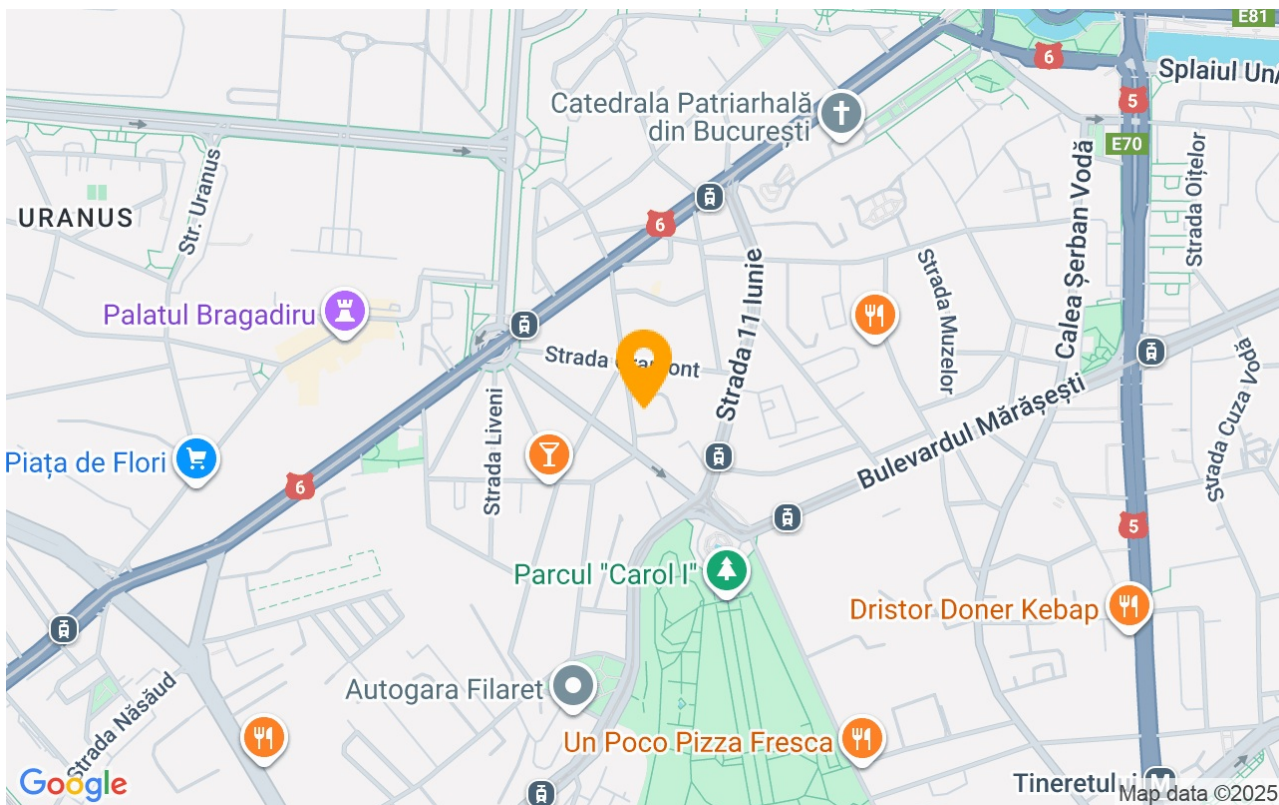 E81
6
Splaiul Un
Catedrala Patriarhală
din București
5
E70
Str. Uranus
URANUS
6
Strada 11 Iunie
Strada Muzelor
Calea Șerban Vodă
Strada Oițelor
Palatul Bragadiru
Strada
Strada Liveni
Bulevardul Mărășești
Strada Cuza Vodă
Piața de Flori
6
5
Parcul "Carol I"
Dristor Doner Kebap
Autogara Filaret
Strada Năsăud
Un Poco Pizza Fresca
Tineretului
M
Google
Map data ©2025